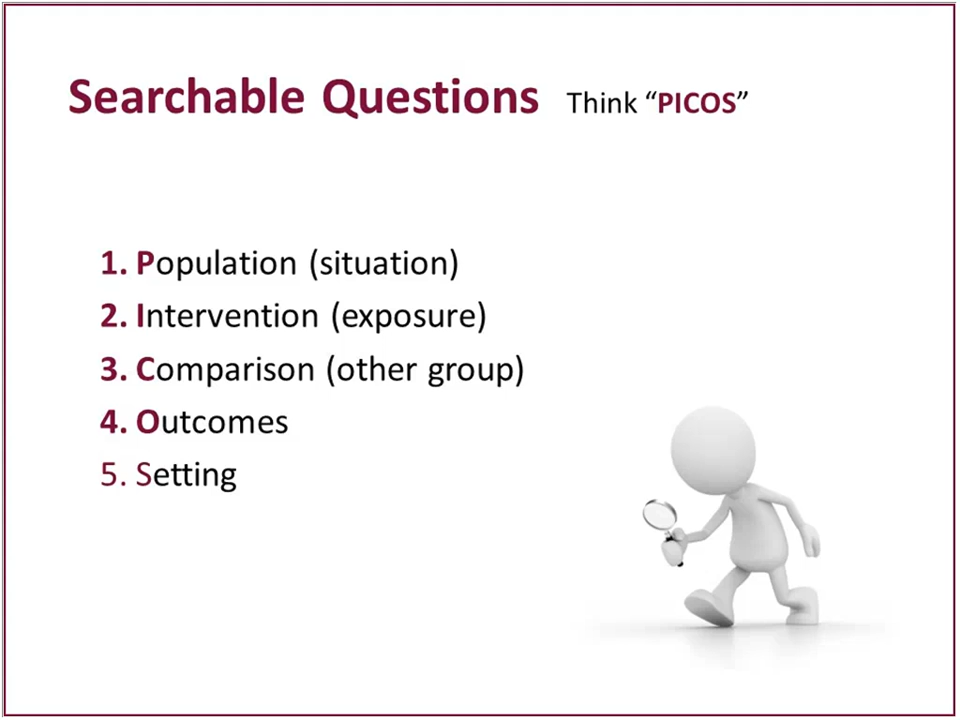 Searchable Questions Think “PICOS”
1. Population (situation)
2. Intervention (exposure)
3. Comparison (other group)
4. Outcomes
5. Setting